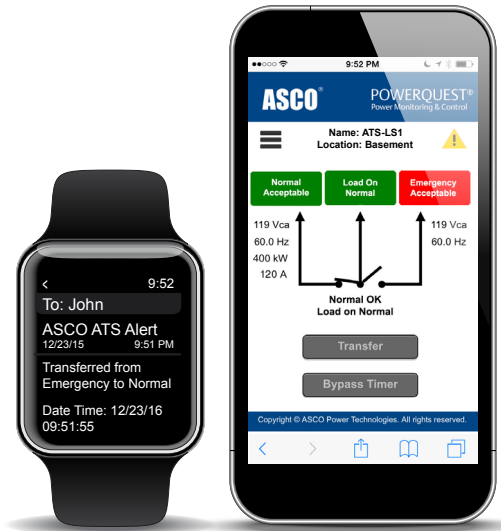 <
9:52
To: John
ASCO ATS Alert
12/23/15
9:51 PM
Transferred from
Emergency to Normal
Date Time: 12/23/16
09:51:55
9:52 PM
ASCO®
POWERQUEST®
Power Monitoring & Control
Name: ATS-LS1
Location: Basement
!
Normal
Acceptable
Load On
Normal
Emergency
Acceptable
119 Vca
60.0 Hz
400 kW
120 A
119 Vca
60.0 Hz
Normal OK
Load on Normal
Transfer
Bypass Timer
Copyright © ASCO Power Technologies. All rights reserved.